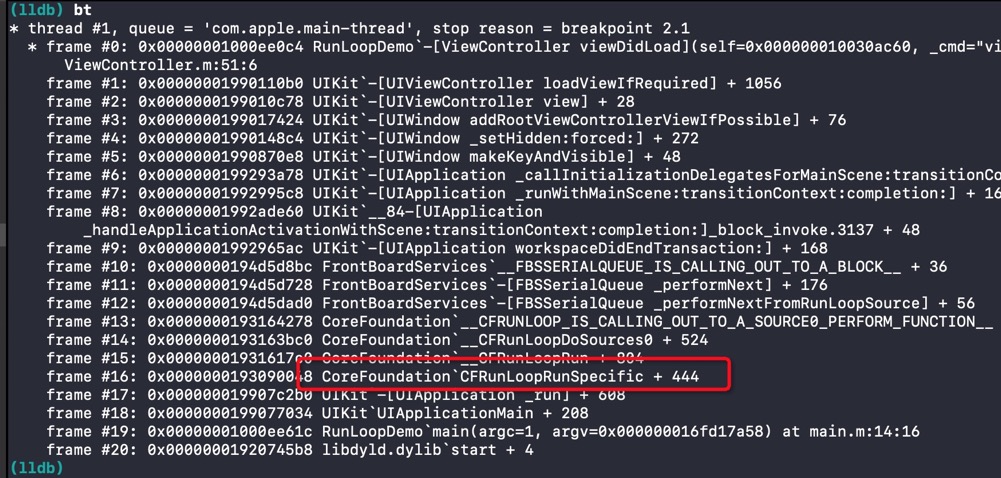 (lldb) bt
* thread #1, queue = 'com.apple.main-thread', stop reason = breakpoint 2.1
* frame #0: 0x00000001000ee0c4 RunLoopDemo`-[ViewController viewDidLoad](self=0x000000010030ac60, _cmd="vi
ViewController.m:51:6
frame #1: 0x00000001990110b0 UIKit`-[UIViewController loadViewIfRequired] + 1056
frame #2: 0x0000000199010c78 UIKit`-[UIViewController view] + 28
frame #3: 0x0000000199017424 UIKit`-[UIWindow addRootViewControllerViewIfPossible] + 76
frame #4: 0x00000001990148c4 UIKit`-[UIWindow _setHidden:forced:] + 272
frame #5: 0x00000001990870e8 UIKit`-[UIWindow makeKeyAndVisible] + 48
frame #6: 0x0000000199293a78 UIKit`-[UIApplication _callInitializationDelegatesForMainScene:transitionCo
frame #7: 0x00000001992995c8 UIKit`-[UIApplication _runWithMainScene:transitionContext:completion:] + 16
frame #8: 0x00000001992ade60 UIKit`__84-[UIApplication
_handleApplicationActivationWithScene:transitionContext:completion:]_block_invoke.3137 + 48
frame #9: 0x00000001992965ac UIKit`-[UIApplication workspaceDidEndTransaction:] + 168
frame #10: 0x0000000194d5d8bc FrontBoardServices`__FBSSERIALQUEUE_IS_CALLING_OUT_TO_A_BLOCK__ + 36
frame #11: 0x0000000194d5d728 FrontBoardServices`-[FBSSerialQueue _performNext] + 176
frame #12: 0x0000000194d5dad0 FrontBoardServices`-[FBSSerialQueue _performNextFromRunLoopSource] + 56
frame #13: 0x0000000193164278 CoreFoundation`__CFRUNLOOP_IS_CALLING_OUT_TO_A_SOURCE0_PERFORM_FUNCTION__
frame #14: 0x0000000193163bc0 CoreFoundation`__CFRunLoopDoSources0 + 524
frame #15: 0x00000001931617c0 CoreFoundation`__CFRunLoopRun + 804
frame #16: 0x0000000193090048 CoreFoundation`CFRunLoopRunSpecific + 444
frame #17: 0x000000019907c2b0 UIKit`-[UIApplication _run] + 608
frame #18: 0x0000000199077034 UIKit`UIApplicationMain + 208
frame #19: 0x00000001000ee61c RunLoopDemo`main(argc=1, argv=0x000000016fd17a58) at main.m:14:16
frame #20: 0x00000001920745b8 libdyld.dylib`start + 4
(lldb)